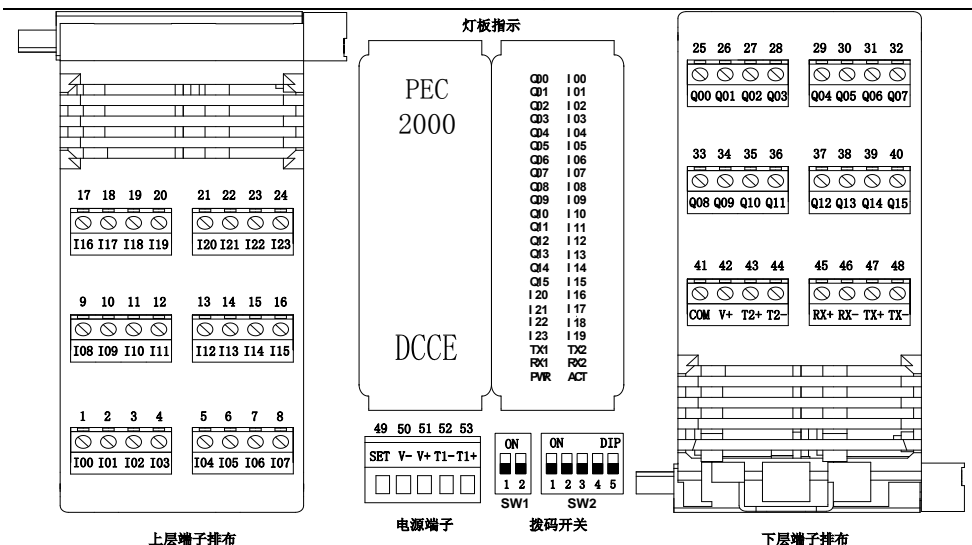 灯板指示
17 18 19 20 21 22 23 24
I16 I17 I18 I19 I20 I21 I22 I23
9 10 11 12 13 14 15 16
I08 I09 I10 I11 I12 I13 I14 I15
1 2 3 4 5 6 7 8
I00 I01 I02 I03 I04 I05 I06 I07
上层端子排布
PEC
2000
DCCE
Q00 I00
Q01 I01
Q02 I02
Q03 I03
Q04 I04
Q05 I05
Q06 I06
Q07 I07
Q08 I08
Q09 I09
Q10 I10
Q11 I11
Q12 I12
Q13 I13
Q14 I14
Q15 I15
I20 I16
I21 I17
I22 I18
I23 I19
TX1 TX2
RX1 RX2
PWR ACT
49 50 51 52 53
SET V- V+ T1- T1+
电源端子
ON
1 2
SW1
ON DIP
1 2 3 4 5
SW2
拨码开关
25 26 27 28 29 30 31 32
Q00 Q01 Q02 Q03 Q04 Q05 Q06 Q07
33 34 35 36 37 38 39 40
Q08 Q09 Q10 Q11 Q12 Q13 Q14 Q15
41 42 43 44 45 46 47 48
COM V+ T2+ T2- RX+ RX- TX+ TX-
下层端子排布